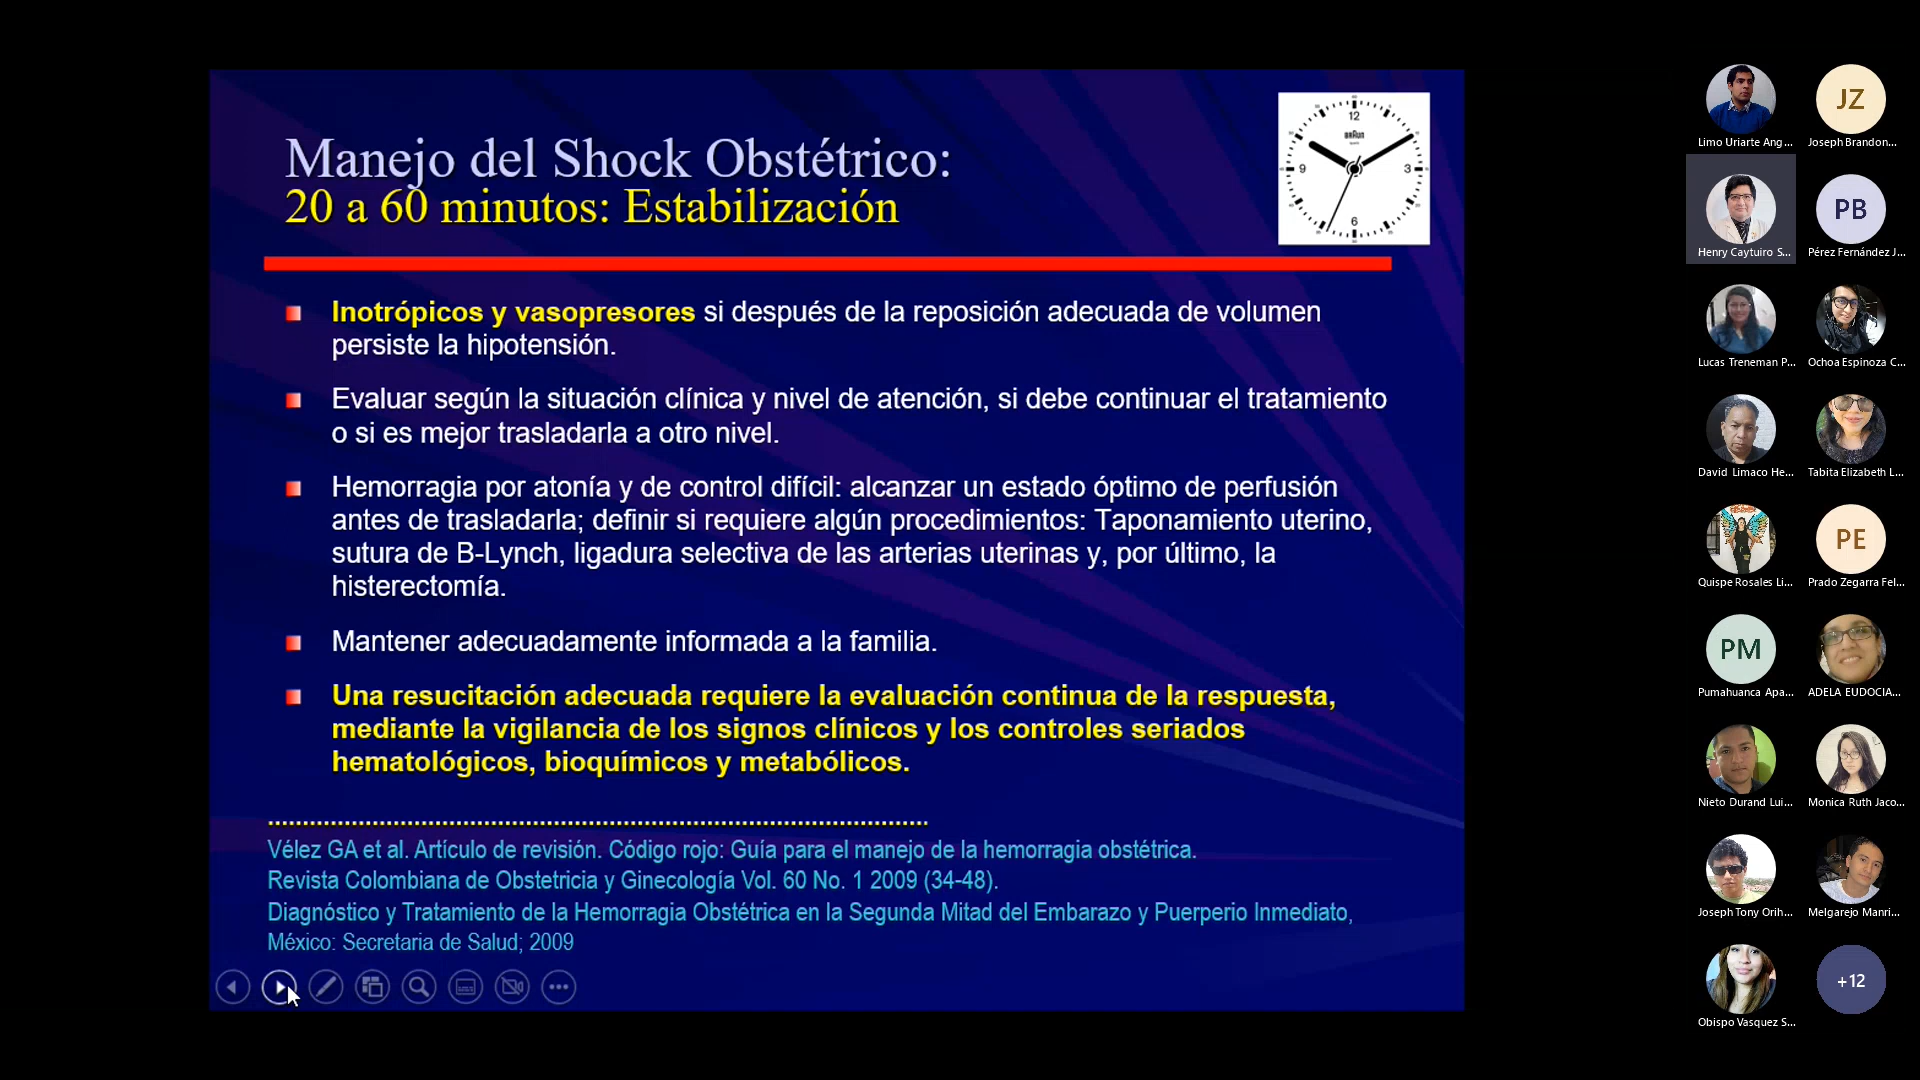 Manejo del Shock Obstétrico:
20 a 60 minutos: Estabilización
12
BRAUN
9
3
6
Inotrópicos y vasopresores si después de la reposición adecuada de volumen
persiste la hipotensión.
Evaluar según la situación clínica y nivel de atención, si debe continuar el tratamiento
o si es mejor trasladarla a otro nivel.
Hemorragia por atonía y de control difícil: alcanzar un estado óptimo de perfusión
antes de trasladarla; definir si requiere algún procedimientos: Taponamiento uterino,
sutura de B-Lynch, ligadura selectiva de las arterias uterinas y, por último, la
histerectomía.
Mantener adecuadamente informada a la familia.
Una resucitación adecuada requiere la evaluación continua de la respuesta,
mediante la vigilancia de los signos clínicos y los controles seriados
hematológicos, bioquímicos y metabólicos.
Vélez GA et al. Artículo de revisión. Código rojo: Guía para el manejo de la hemorragia obstétrica.
Revista Colombiana de Obstetricia y Ginecología Vol. 60 No. 1 2009 (34-48).
Diagnóstico y Tratamiento de la Hemorragia Obstétrica en la Segunda Mitad del Embarazo y Puerperio Inmediato,
México: Secretaria de Salud; 2009
JZ
Limo Uriarte Ang...
Joseph Brandon...
PB
Henry Caytuiro S...
Pérez Fernández J...
Lucas Treneman P...
Ochoa Espinoza C...
David Limaco He...
Tabita Elizabeth L...
PE
Quispe Rosales Li...
Prado Zegarra Fel...
PM
Pumahuanca Apa...
ADELA EUDOCIA...
Nieto Durand Lui...
Monica Ruth Jaco...
Joseph Tony Orih...
Melgarejo Manri...
+12
Obispo Vasquez S...